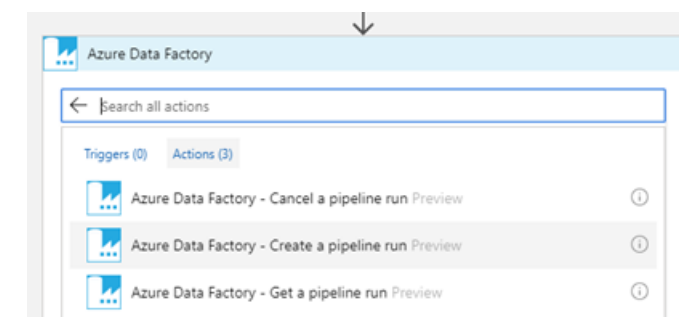 Azure Data Factory
Search all actions
Triggers (0) Actions (3)
Azure Data Factory - Cancel a pipeline run Preview
Azure Data Factory - Create a pipeline run Preview
Azure Data Factory - Get a pipeline run Preview